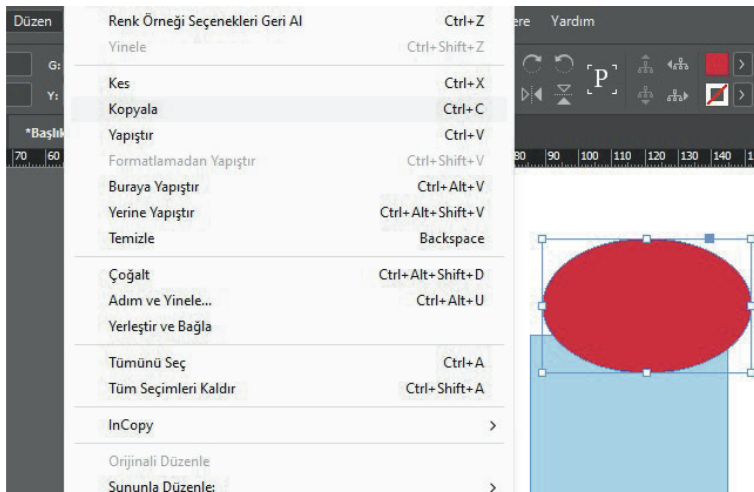 Düzen
Renk Örneği Seçenekleri Geri Al Ctrl+Z
ere Yardım
Yinele Ctrl+Shift+Z
G:
Kes Ctrl+X
Y:
Kopyala Ctrl+C
P
*Başlık
Yapıştır Ctrl+V
70 60
80 90 100 110 120 130 140
Formatlamadan Yapıştır Ctrl+Shift+V
Buraya Yapıştır Ctrl+Alt+V
Yerine Yapıştır Ctrl+Alt+Shift+V
Temizle Backspace
Çoğalt Ctrl+Alt+Shift+D
Adım ve Yinele... Ctrl+Alt+U
Yerleştir ve Bağla
Tümünü Seç Ctrl+A
Tüm Seçimleri Kaldır Ctrl+Shift+A
InCopy
Orijinali Düzenle
Sununla Düzenle: